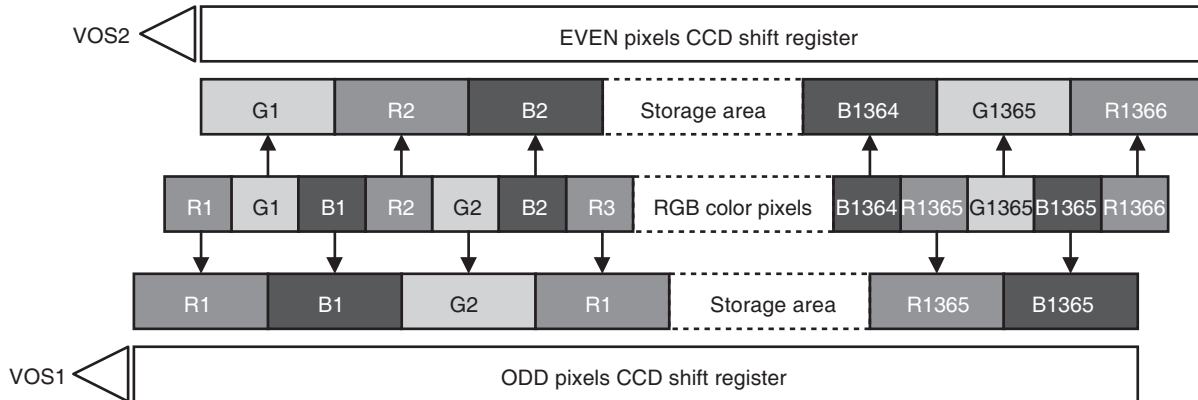 VOS2
EVEN pixels CCD shift register
G1 R2 B2 Storage area B1364 G1365 R1366
R1 G1 B1 R2 G2 B2 R3 RGB color pixels B1364 R1365 G1365 B1365 R1366
R1 B1 G2 R1 Storage area R1365 B1365
VOS1
ODD pixels CCD shift register